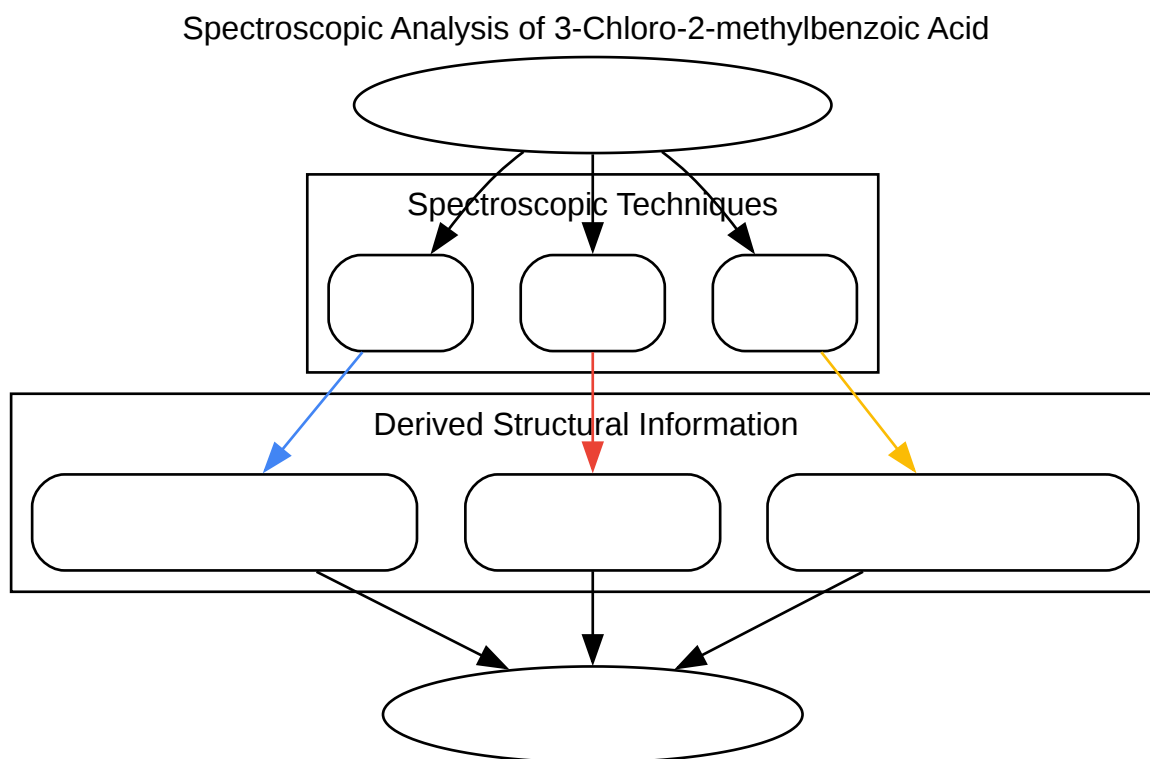 Spectroscopic Analysis of 3-Chloro-2-methylbenzoic Acid
Spectroscopic Techniques
Derived Structural Information